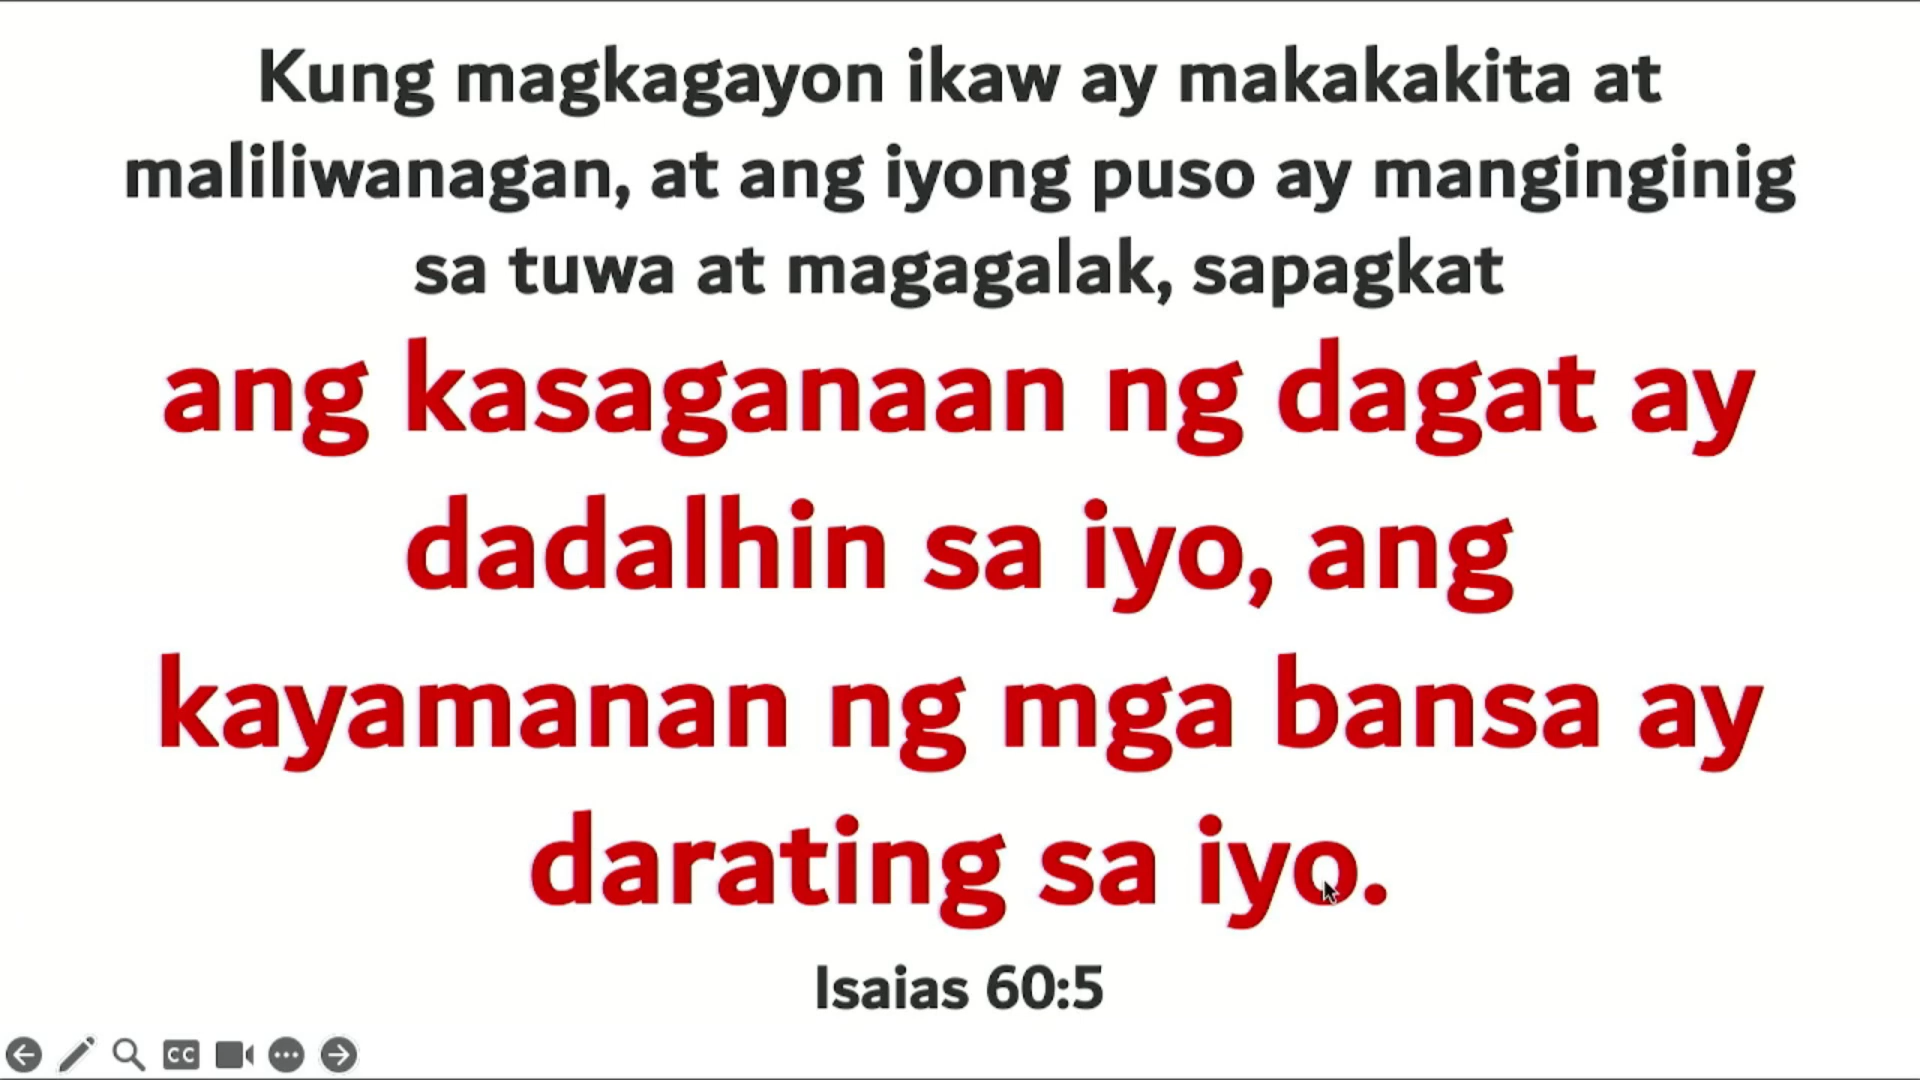 Kung magkagayon ikaw ay makakakita at
maliliwanagan, at ang iyong puso ay manginginig
sa tuwa at magagalak, sapagkat
ang kasaganaan ng dagat ay
dadalhin sa iyo, ang
kayamanan ng mga bansa ay
darating sa iyo.
Isaias 60:5
CC